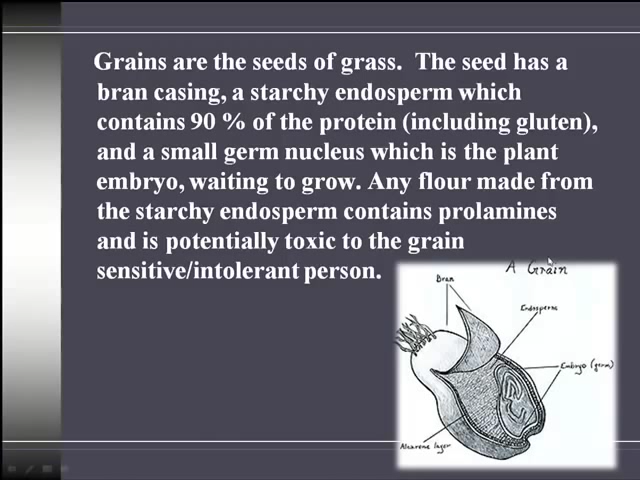 Grains are the seeds of grass. The seed has a
bran casing, a starchy endosperm which
contains 90 % of the protein (including gluten),
and a small germ nucleus which is the plant
embryo, waiting to grow. Any flour made from
the starchy endosperm contains prolamines
and is potentially toxic to the grain
sensitive/intolerant person.
A Grain
Bran
Endosperm
Embryo (germ)
Aleurone layer